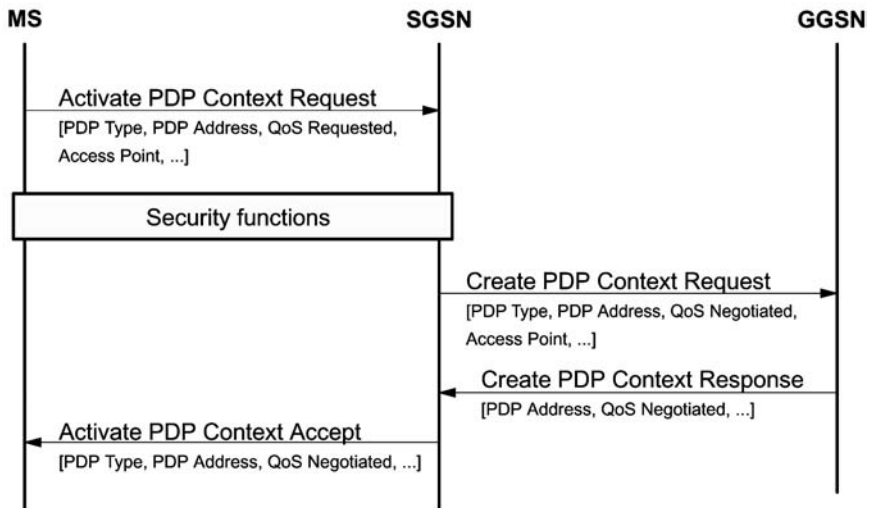 MS
SGSN
GGSN
Activate PDP Context Request
[PDP Type, PDP Address, QoS Requested,
Access Point, ...]
Security functions
Create PDP Context Request
[PDP Type, PDP Address, QoS Negotiated,
Access Point, ...]
Create PDP Context Response
[PDP Address, QoS Negotiated, ...]
Activate PDP Context Accept
[PDP Type, PDP Address, QoS Negotiated, ...]